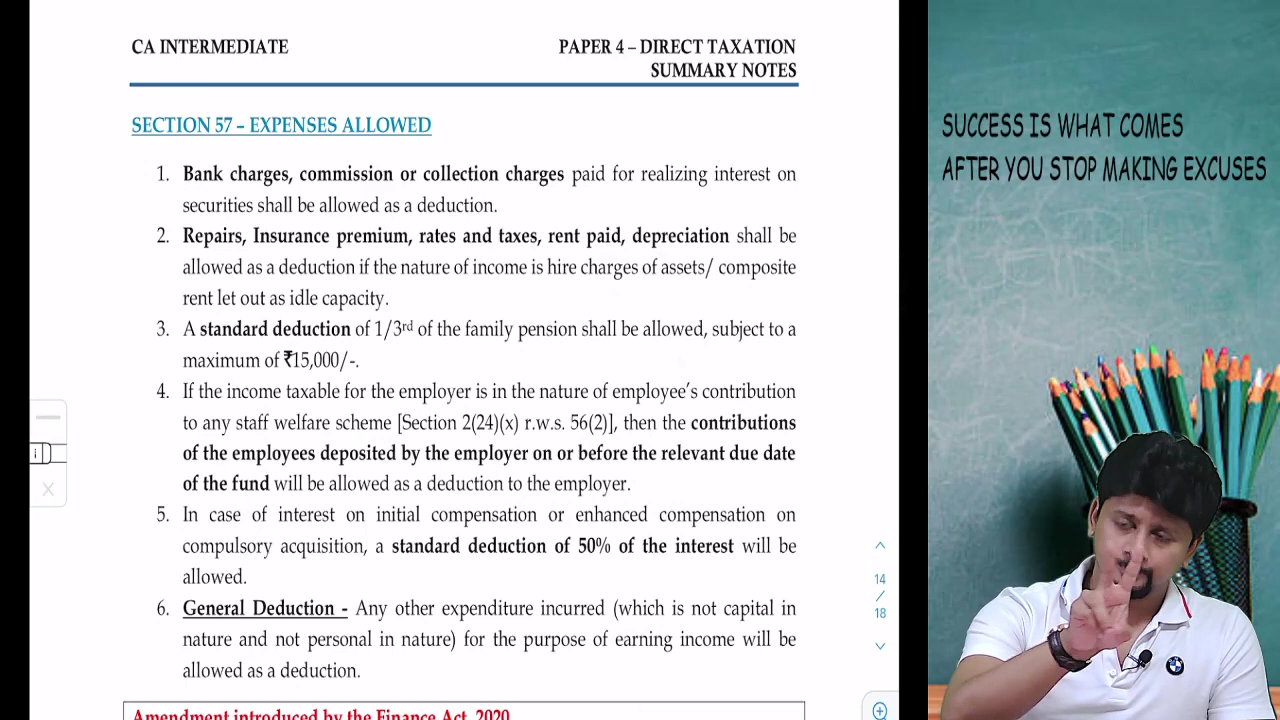 CA INTERMEDIATE
PAPER 4 – DIRECT TAXATION
SUMMARY NOTES
SECTION 57 – EXPENSES ALLOWED
1. Bank charges, commission or collection charges paid for realizing interest on
securities shall be allowed as a deduction.
2. Repairs, Insurance premium, rates and taxes, rent paid, depreciation shall be
allowed as a deduction if the nature of income is hire charges of assets/ composite
rent let out as idle capacity.
3. A standard deduction of 1/3rd of the family pension shall be allowed, subject to a
maximum of ₹15,000/-.
4. If the income taxable for the employer is in the nature of employee's contribution
to any staff welfare scheme [Section 2(24)(x) r.w.s. 56(2)], then the contributions
of the employees deposited by the employer on or before the relevant due date
of the fund will be allowed as a deduction to the employer.
5. In case of interest on initial compensation or enhanced compensation on
compulsory acquisition, a standard deduction of 50% of the interest will be
allowed.
6. General Deduction - Any other expenditure incurred (which is not capital in
nature and not personal in nature) for the purpose of earning income will be
allowed as a deduction.
Amendment introduced by the Finance Act, 2020
i
14
/
18
SUCCESS IS WHAT COMES
AFTER YOU STOP MAKING EXCUSES
BMW